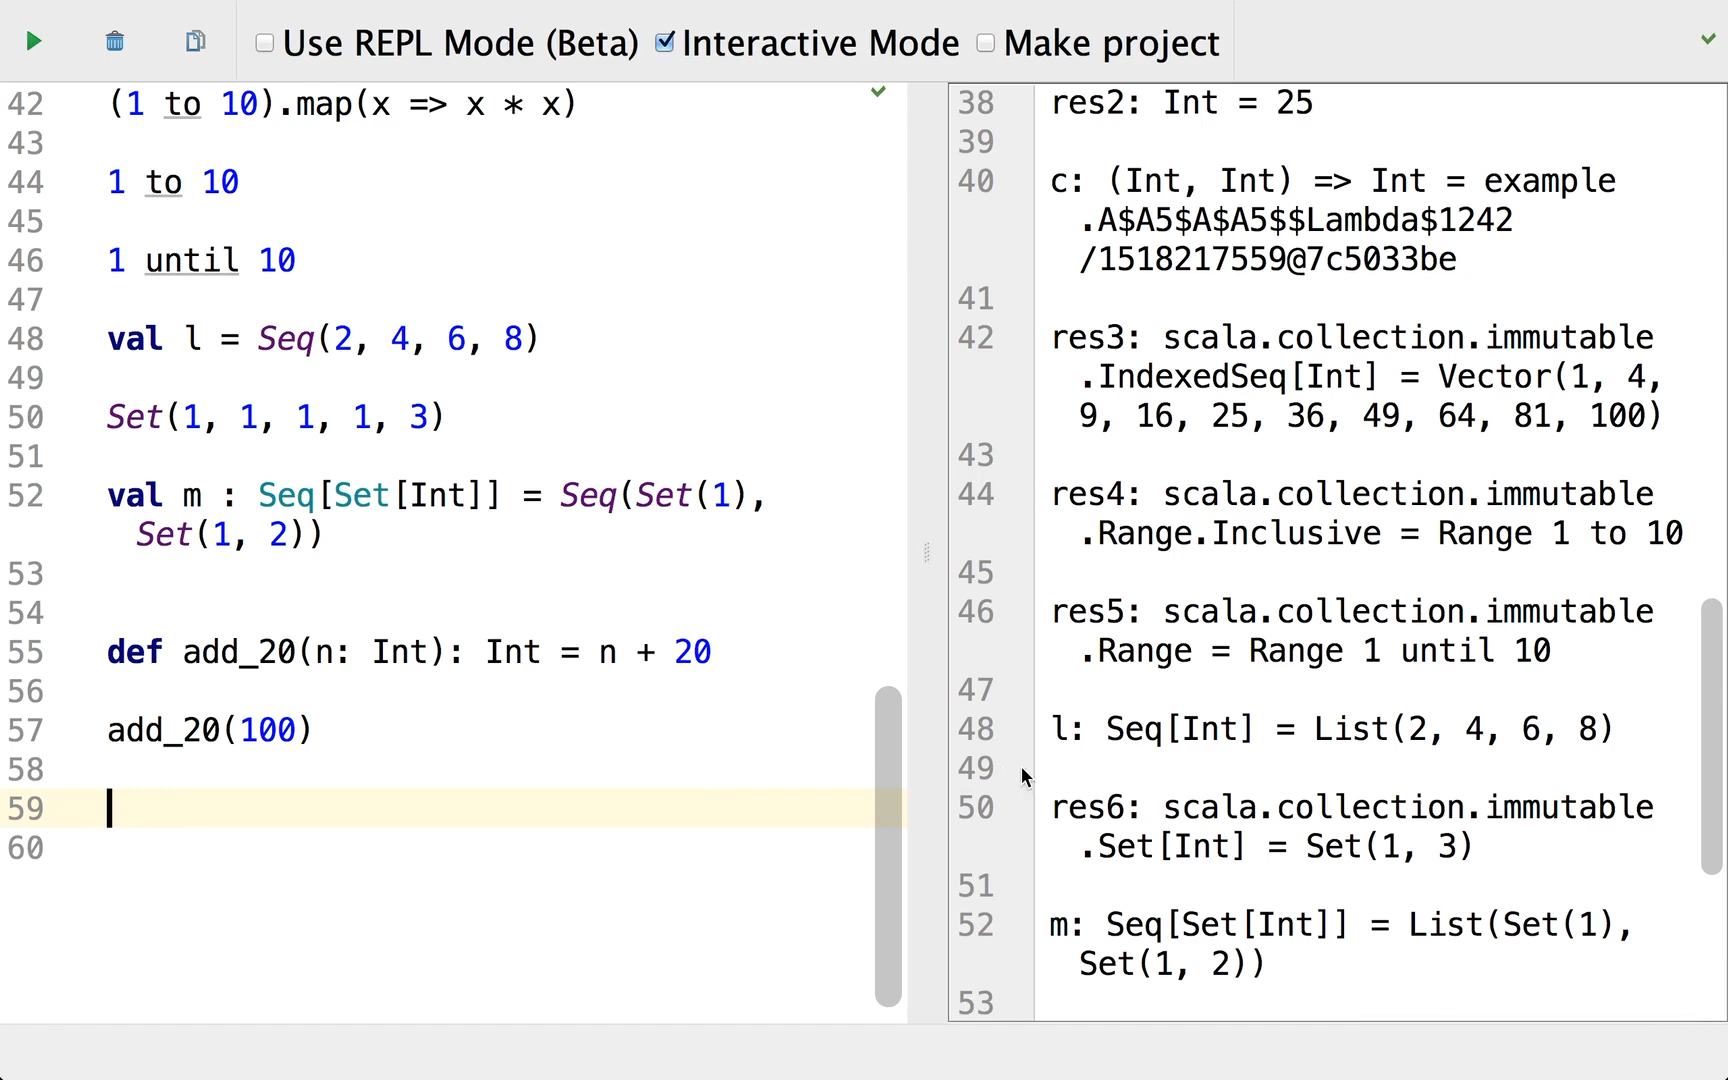 Use REPL Mode (Beta) Interactive Mode Make project
42 (1 to 10).map(x => x * x)
43
44 1 to 10
45
46 1 until 10
47
48 val l = Seq(2, 4, 6, 8)
49
50 Set(1, 1, 1, 1, 3)
51
52 val m : Seq[Set[Int]] = Seq(Set(1),
Set(1, 2))
53
54
55 def add_20(n: Int): Int = n + 20
56
57 add_20(100)
58
59
60
38 res2: Int = 25
39
40 c: (Int, Int) => Int = example
.A$A5$A$A5$$Lambda$1242
/1518217559@7c5033be
41
42 res3: scala.collection.immutable
.IndexedSeq[Int] = Vector(1, 4,
9, 16, 25, 36, 49, 64, 81, 100)
43
44 res4: scala.collection.immutable
.Range.Inclusive = Range 1 to 10
45
46 res5: scala.collection.immutable
.Range = Range 1 until 10
47
48 l: Seq[Int] = List(2, 4, 6, 8)
49
50 res6: scala.collection.immutable
.Set[Int] = Set(1, 3)
51
52 m: Seq[Set[Int]] = List(Set(1),
Set(1, 2))
53